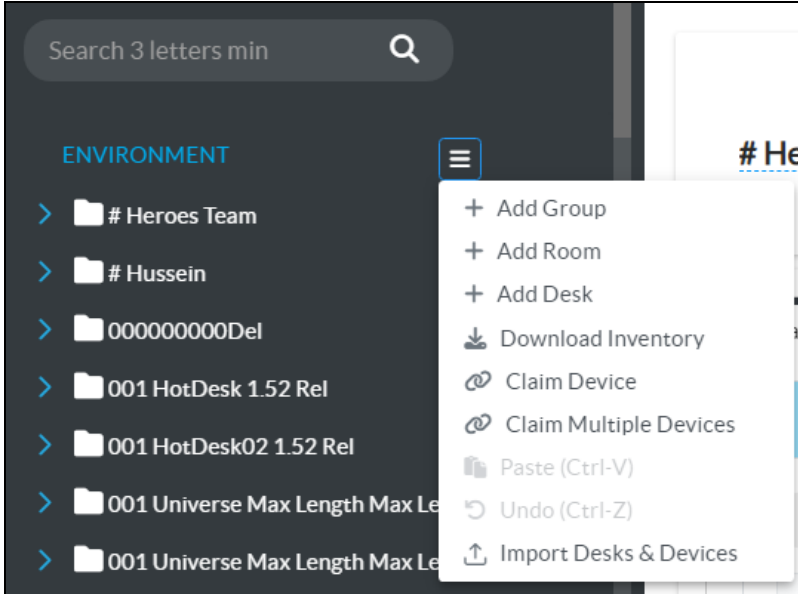 Search 3 letters min
ENVIRONMENT
# He
# Heroes Team
# Hussein
000000000Del
001 HotDesk 1.52 Rel
001 HotDesk02 1.52 Rel
001 Universe Max Length Max Le
001 Universe Max Length Max Le
+ Add Group
+ Add Room
+ Add Desk
Download Inventory
Claim Device
Claim Multiple Devices
Paste (Ctrl-V)
Undo (Ctrl-Z)
Import Desks & Devices